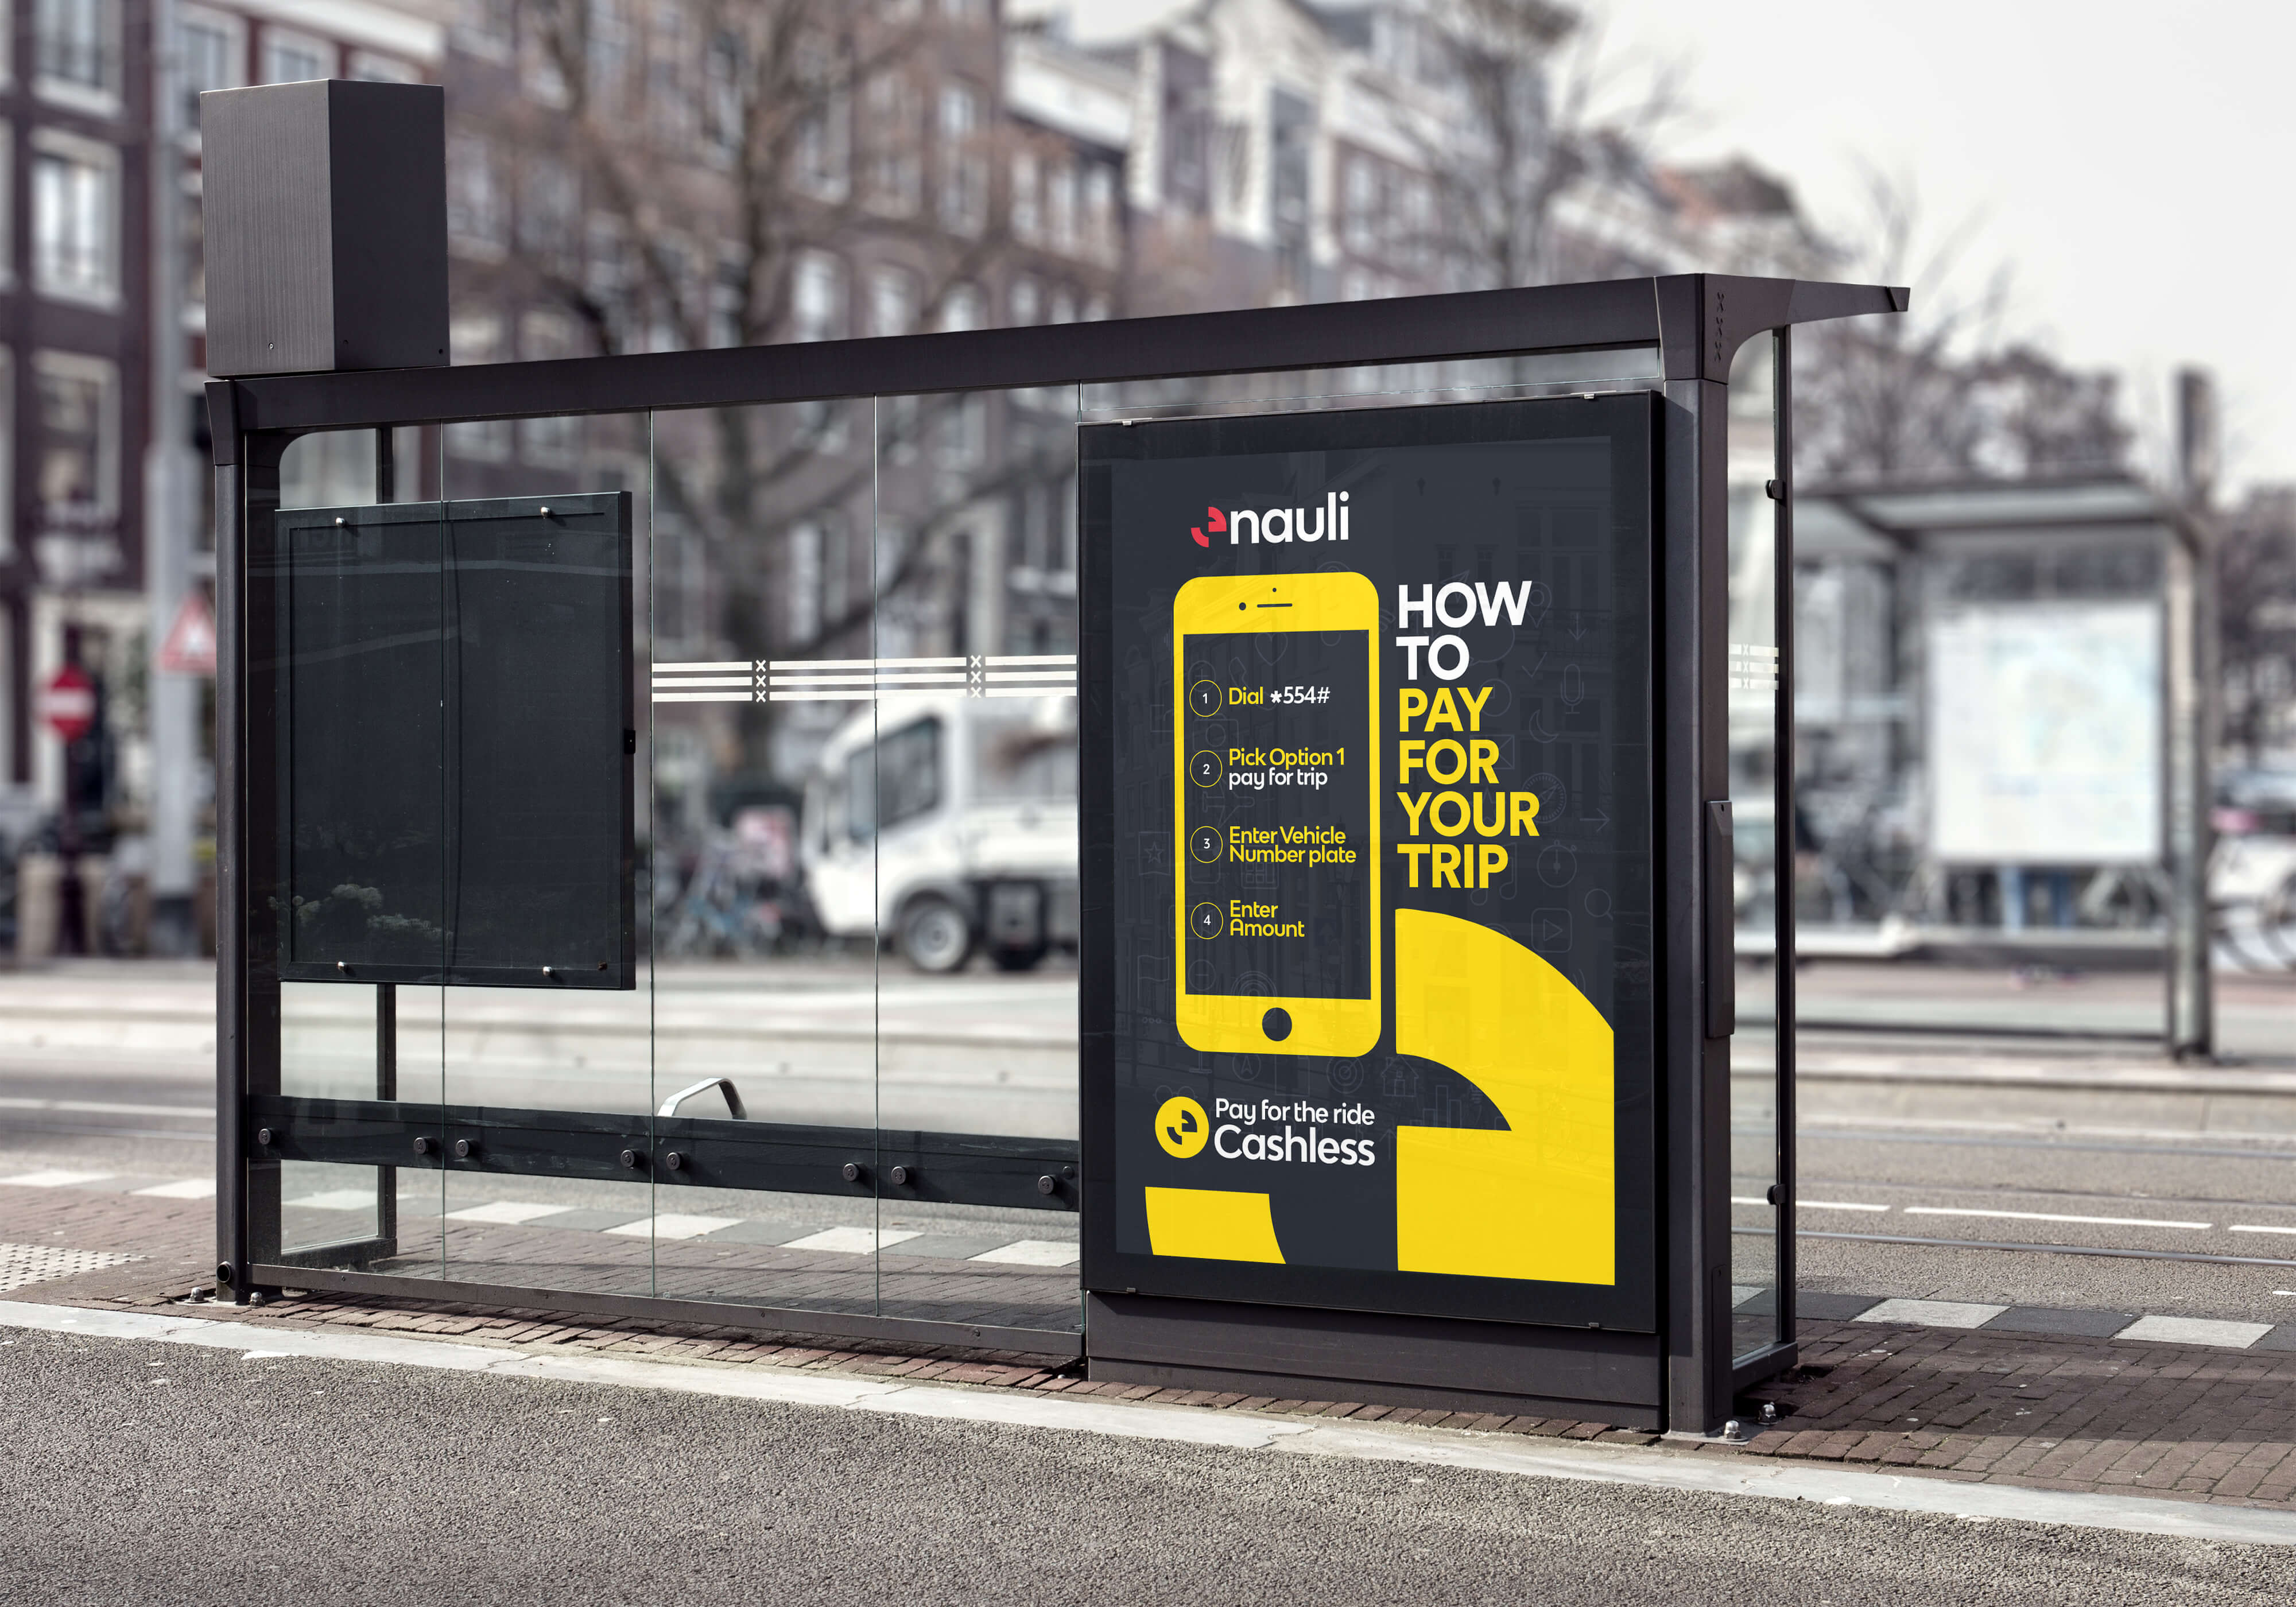 enauli
HOW
TO
PAY
FOR
YOUR
TRIP
1 Dial *554#
2 Pick Option 1
pay for trip
3 Enter Vehicle
Number plate
4 Enter
Amount
Pay for the ride
Cashless